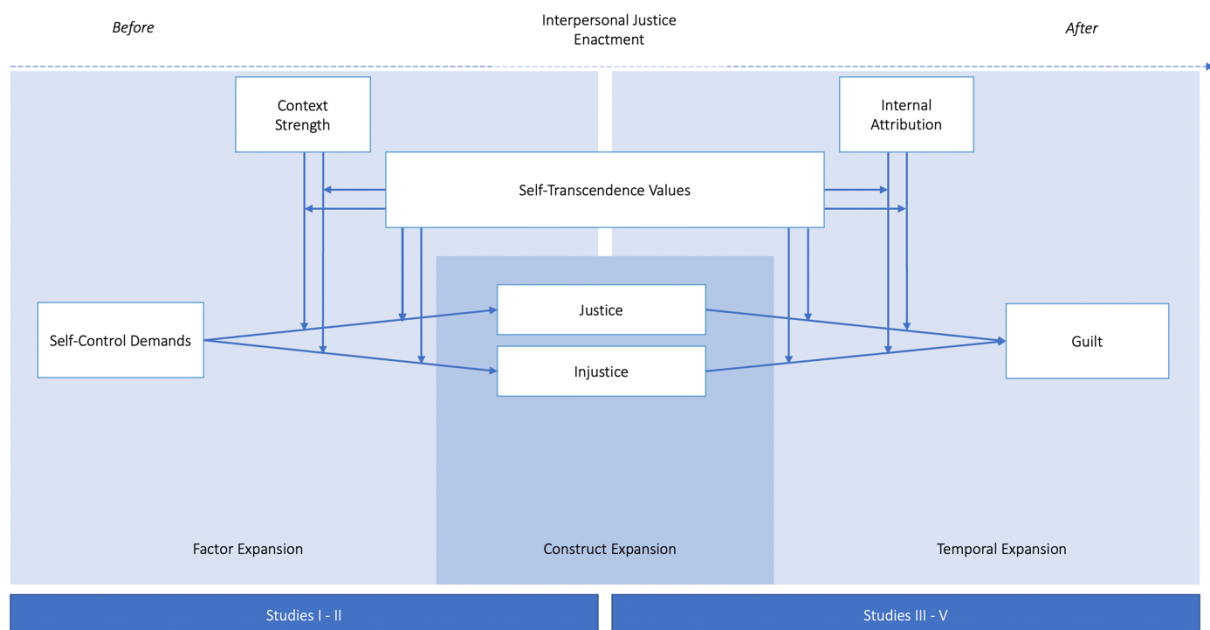 Before
Interpersonal Justice
Enactment
After
Context
Strength
Internal
Attribution
Self-Transcendence Values
Self-Control Demands
Justice
Injustice
Guilt
Factor Expansion
Construct Expansion
Temporal Expansion
Studies I - II
Studies III - V